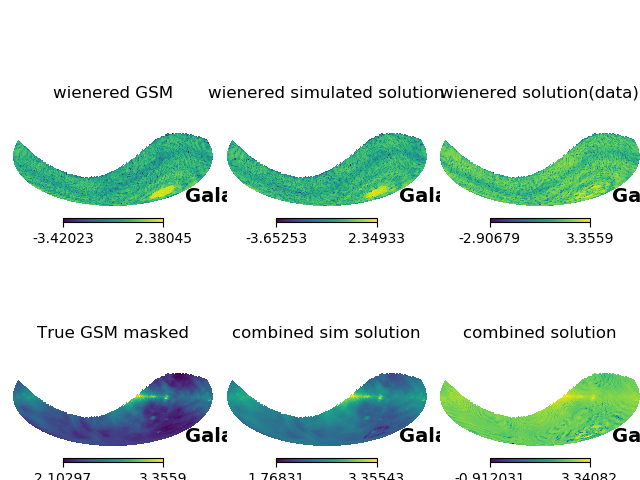 wienered GSM
wienered simulated solution
wienered solution(data)
Gala
Gala
Ga
-3.42023 2.38045
-3.65253 2.34933
-2.90679 3.3559
True GSM masked
combined sim solution
combined solution
Gala
Gala
Ga
2.10297 3.3559
1.76831 3.35543
-0.912031 3.34082